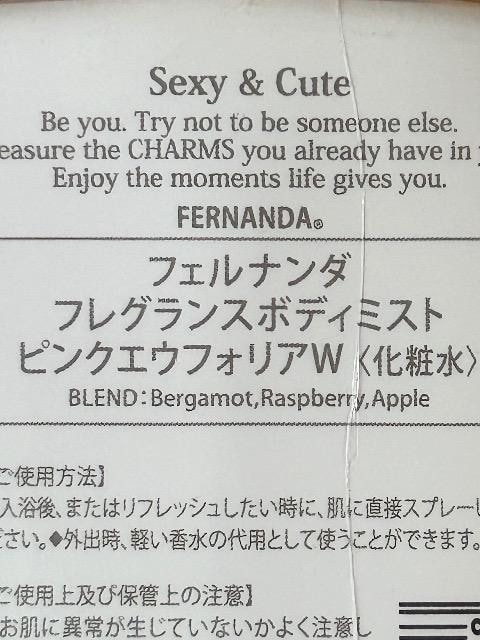 Sexy & Cute
Be you. Try not to be someone else.
easure the CHARMS you already have in
Enjoy the moments life gives you.
FERNANDA®
フェルナンダ
フレグランスボディミスト
ピンクエウフォリアW〈化粧水〉
BLEND:Bergamot,Raspberry,Apple
ご使用方法】
入浴後、またはリフレッシュしたい時に、肌に直接スプレーし
ださい。◆外出時、軽い香水の代用として使うことができます。
ご使用上及び保管上の注意】
お肌に異常が生じていないかよく注意し